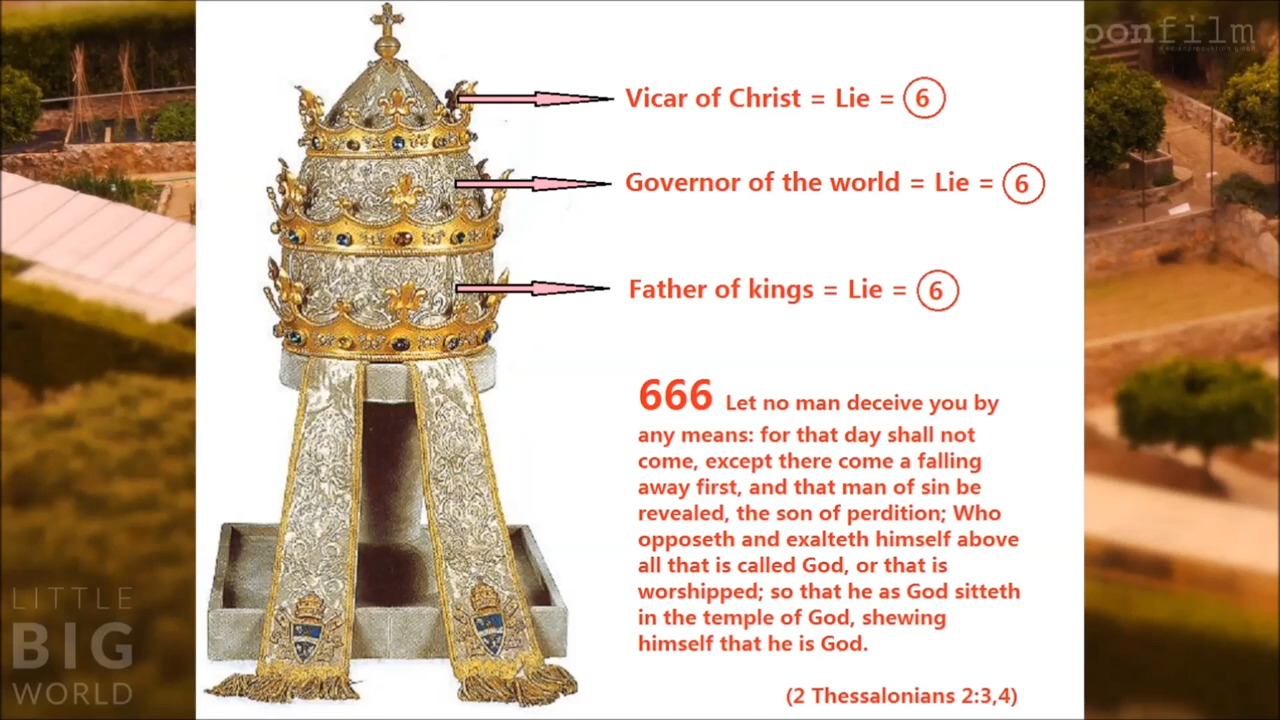 oonfilm
Vicar of Christ = Lie = 6
Governor of the world = Lie = 6
Father of kings = Lie = 6
666 Let no man deceive you by
any means: for that day shall not
come, except there come a falling
away first, and that man of sin be
revealed, the son of perdition; Who
opposeth and exalteth himself above
all that is called God, or that is
worshipped; so that he as God sitteth
in the temple of God, shewing
himself that he is God.
(2 Thessalonians 2:3,4)
LITTLE
BIG
WORLD